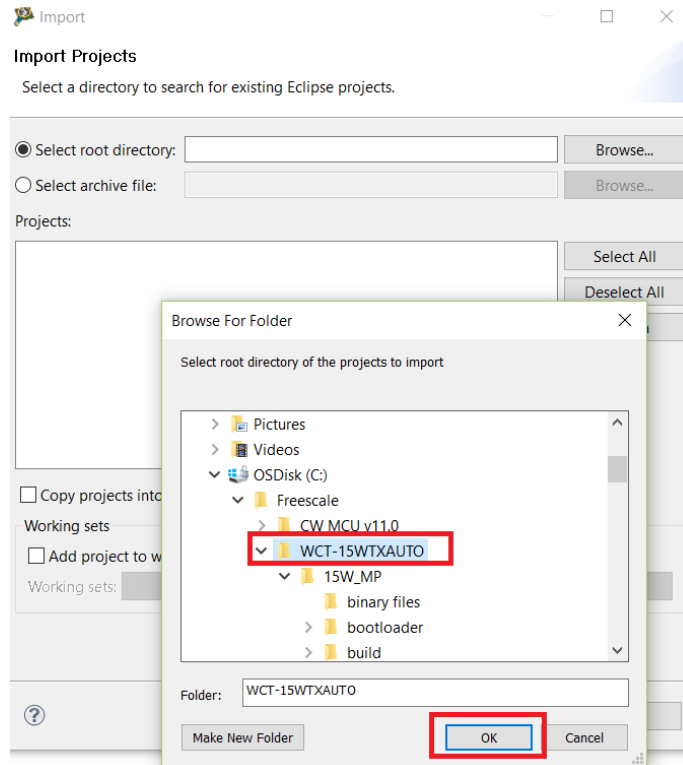 Import
Import Projects
Select a directory to search for existing Eclipse projects.
Select root directory:
Browse...
Select archive file:
Browse...
Projects:
Select All
Deselect All
Browse For Folder
Select root directory of the projects to import
Pictures
Videos
OSDisk (C:)
Freescale
CW MCU v11.0
WCT-15WTXAUTO
15W_MP
binary files
bootloader
build
Copy projects into
Working sets
Add project to w
Working sets:
Folder:
WCT-15WTXAUTO
Make New Folder
OK
Cancel